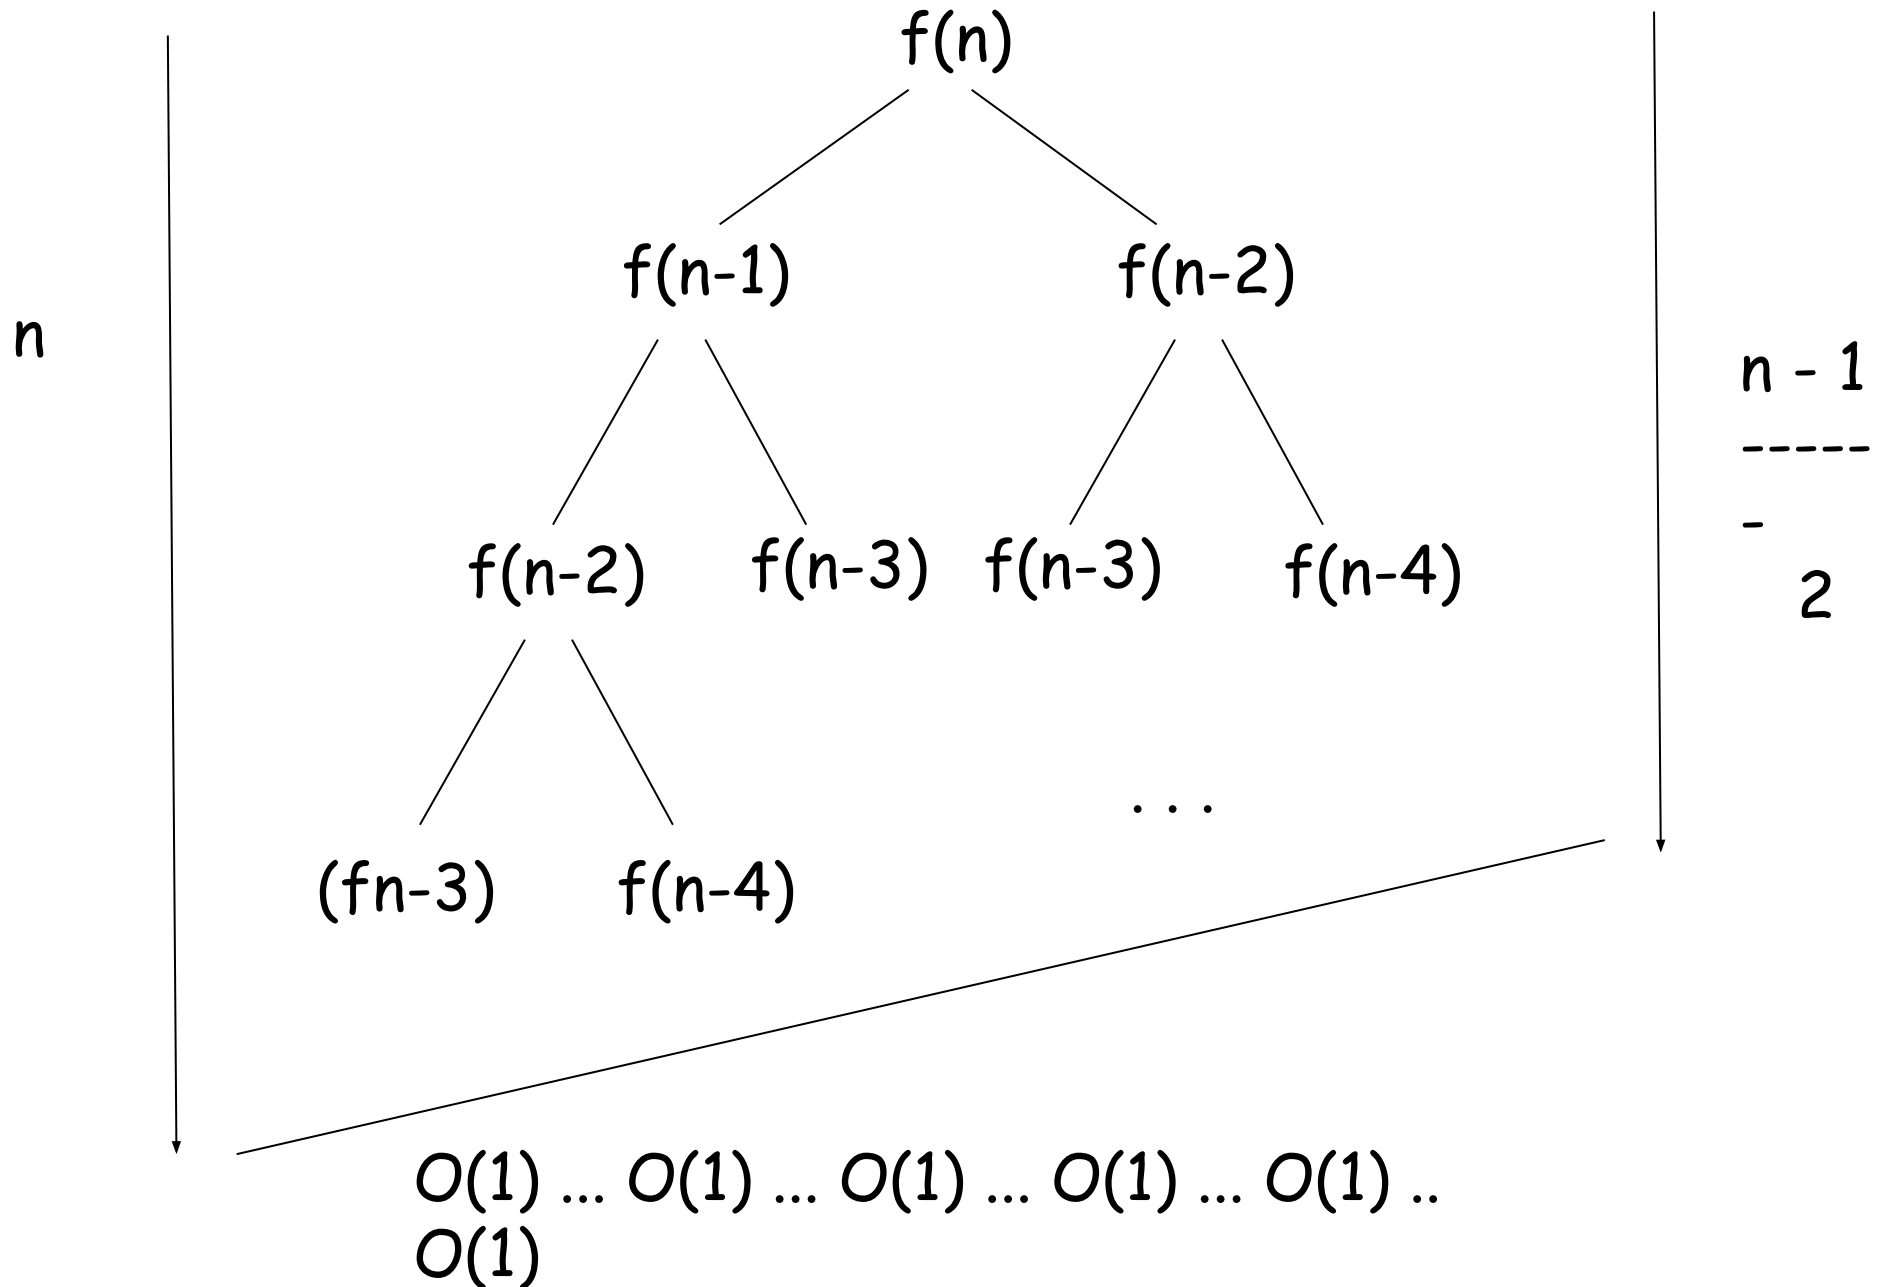 f(n)
f(n-1)
f(n-2)
n
n - 1
-----
-
2
f(n-2)
f(n-3)
f(n-3)
f(n-4)
. . .
(fn-3)
f(n-4)
O(1) ... O(1) ... O(1) ... O(1) ... O(1) ..
O(1)